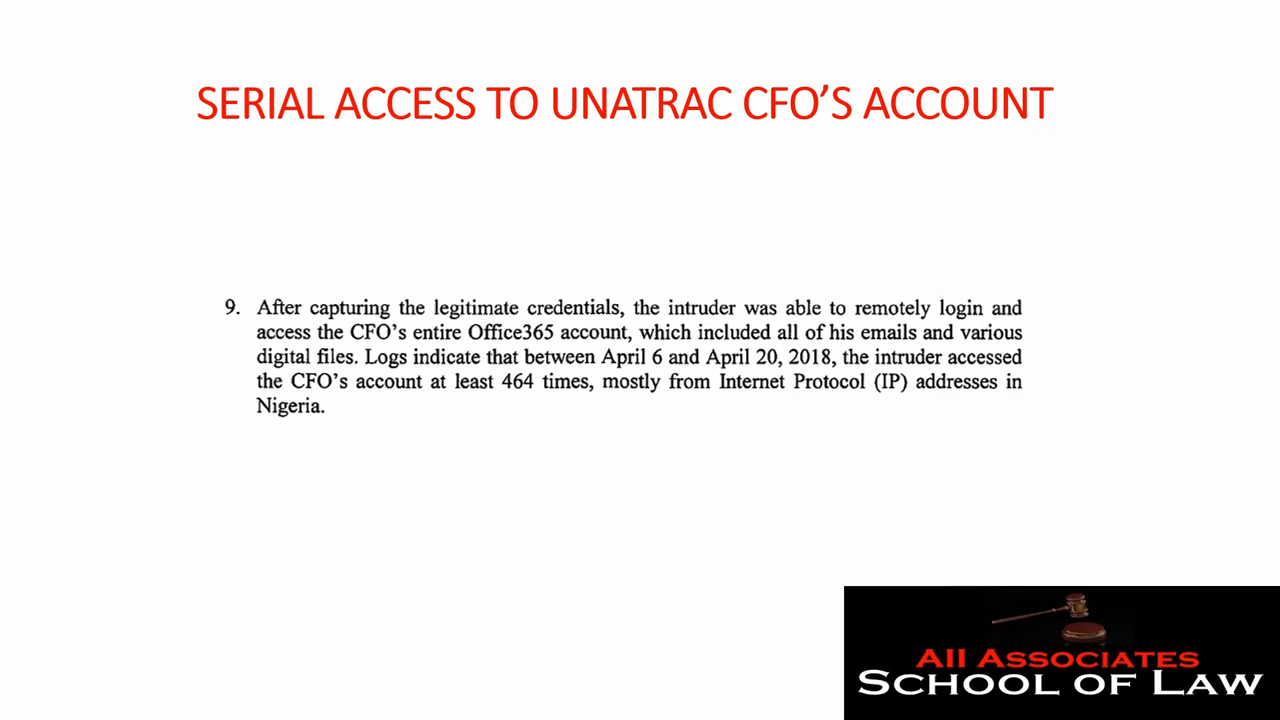 SERIAL ACCESS TO UNATRAC CFO’S ACCOUNT
9. After capturing the legitimate credentials, the intruder was able to remotely login and
access the CFO’s entire Office365 account, which included all of his emails and various
digital files. Logs indicate that between April 6 and April 20, 2018, the intruder accessed
the CFO’s account at least 464 times, mostly from Internet Protocol (IP) addresses in
Nigeria.
All Associates
School of Law